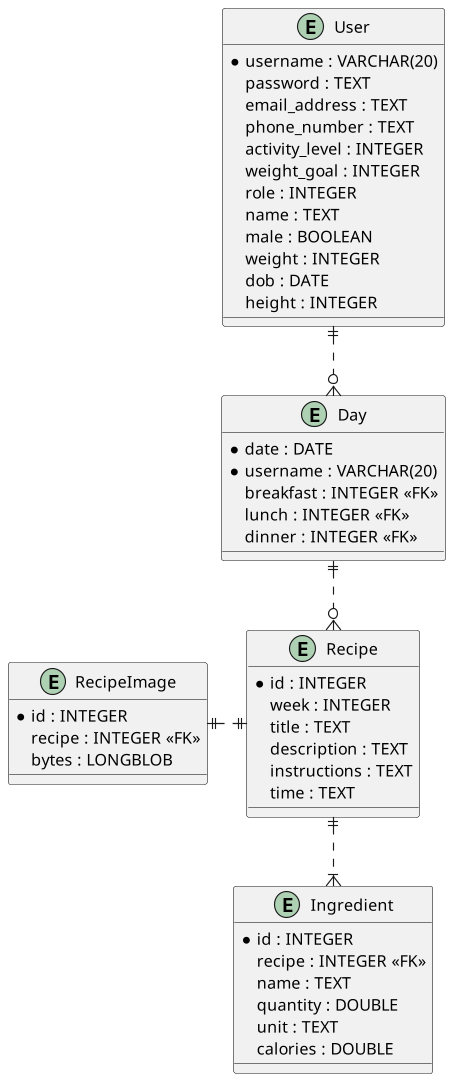 E User
* username : VARCHAR(20)
password : TEXT
email_address : TEXT
phone_number : TEXT
activity_level : INTEGER
weight_goal : INTEGER
role : INTEGER
name : TEXT
male : BOOLEAN
weight : INTEGER
dob : DATE
height : INTEGER
E Day
* date : DATE
* username : VARCHAR(20)
breakfast : INTEGER «FK»
lunch : INTEGER «FK»
dinner : INTEGER «FK»
E RecipeImage
* id : INTEGER
recipe : INTEGER «FK»
bytes : LONGBLOB
E Recipe
* id : INTEGER
week : INTEGER
title : TEXT
description : TEXT
instructions : TEXT
time : TEXT
E Ingredient
* id : INTEGER
recipe : INTEGER «FK»
name : TEXT
quantity : DOUBLE
unit : TEXT
calories : DOUBLE